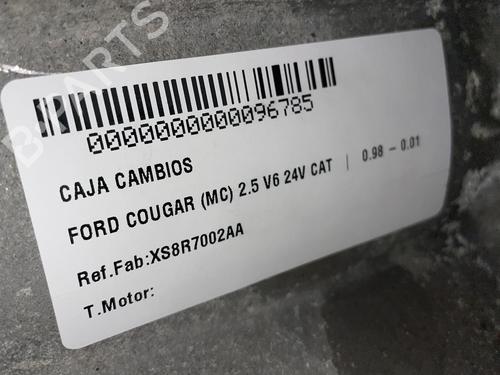 B-PARTS
0000000000096785
CAJA CAMBIOS
FORD COUGAR (MC) 2.5 V6 24V CAT | 0.98 - 0.01
Ref.Fab:XS8R7002AA
T.Motor: